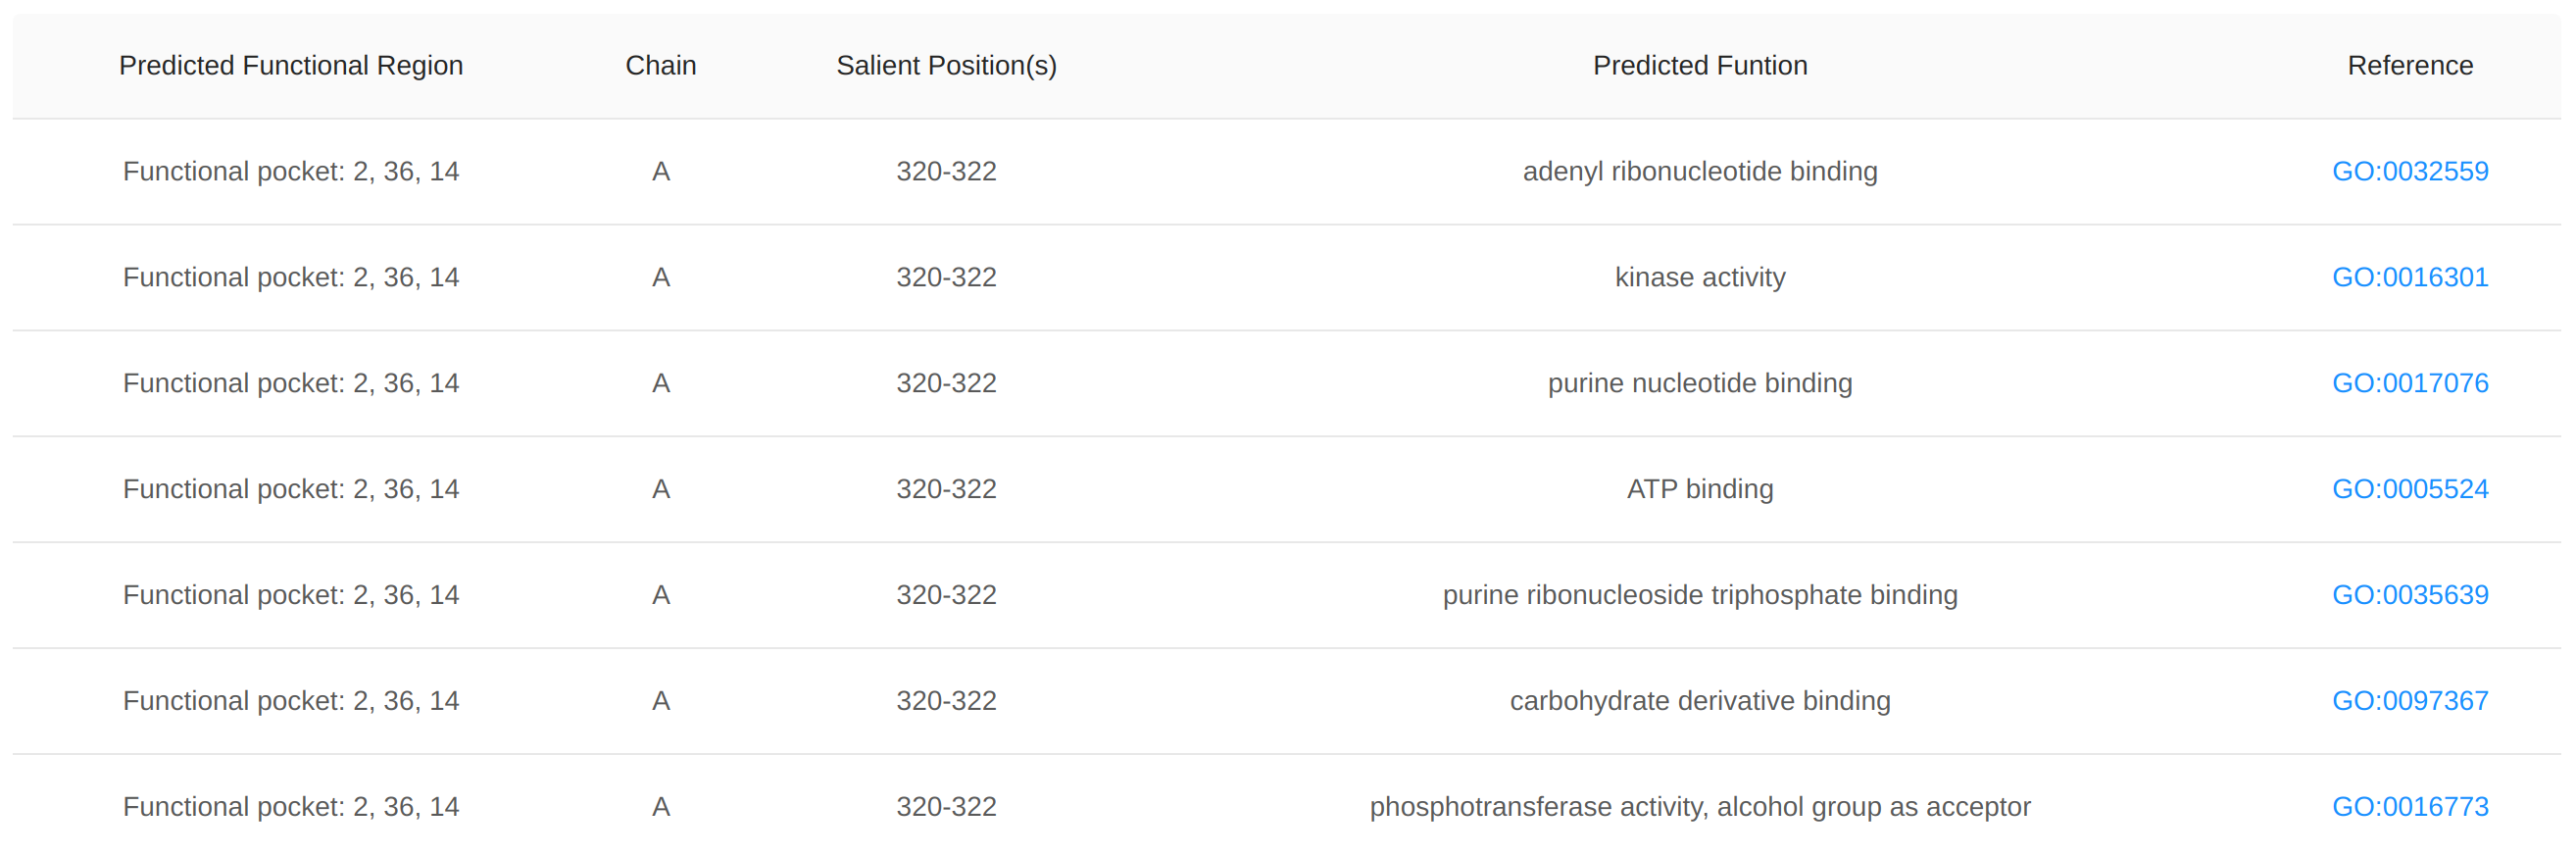 Predicted Functional Region Chain Salient Position(s) Predicted Funtion Reference
Functional pocket: 2, 36, 14 A 320-322 adenyl ribonucleotide binding GO:0032559
Functional pocket: 2, 36, 14 A 320-322 kinase activity GO:0016301
Functional pocket: 2, 36, 14 A 320-322 purine nucleotide binding GO:0017076
Functional pocket: 2, 36, 14 A 320-322 ATP binding GO:0005524
Functional pocket: 2, 36, 14 A 320-322 purine ribonucleoside triphosphate binding GO:0035639
Functional pocket: 2, 36, 14 A 320-322 carbohydrate derivative binding GO:0097367
Functional pocket: 2, 36, 14 A 320-322 phosphotransferase activity, alcohol group as acceptor GO:0016773